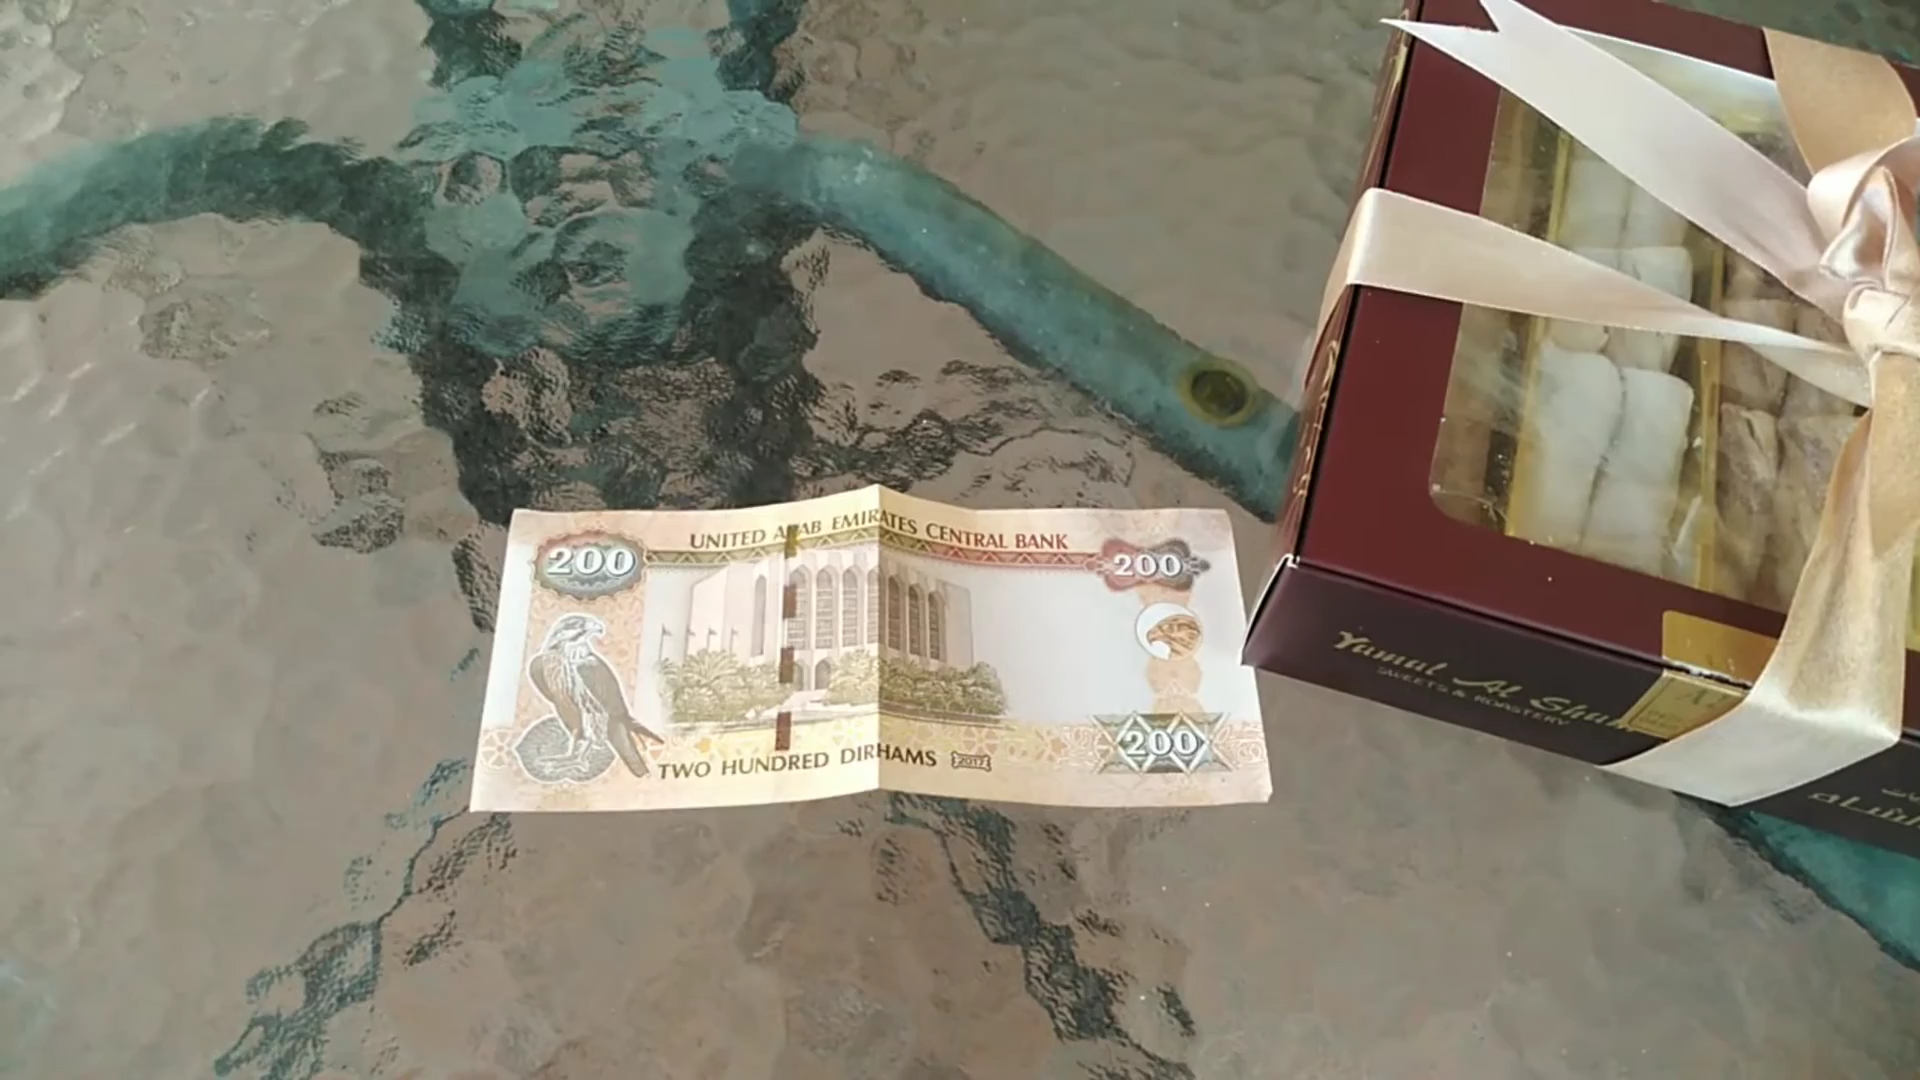 UNITED ARAB EMIRATES CENTRAL BANK
200
200
200
TWO HUNDRED DIRHAMS 2017
Yamal Al Sham
SWEETS & ROASTERY